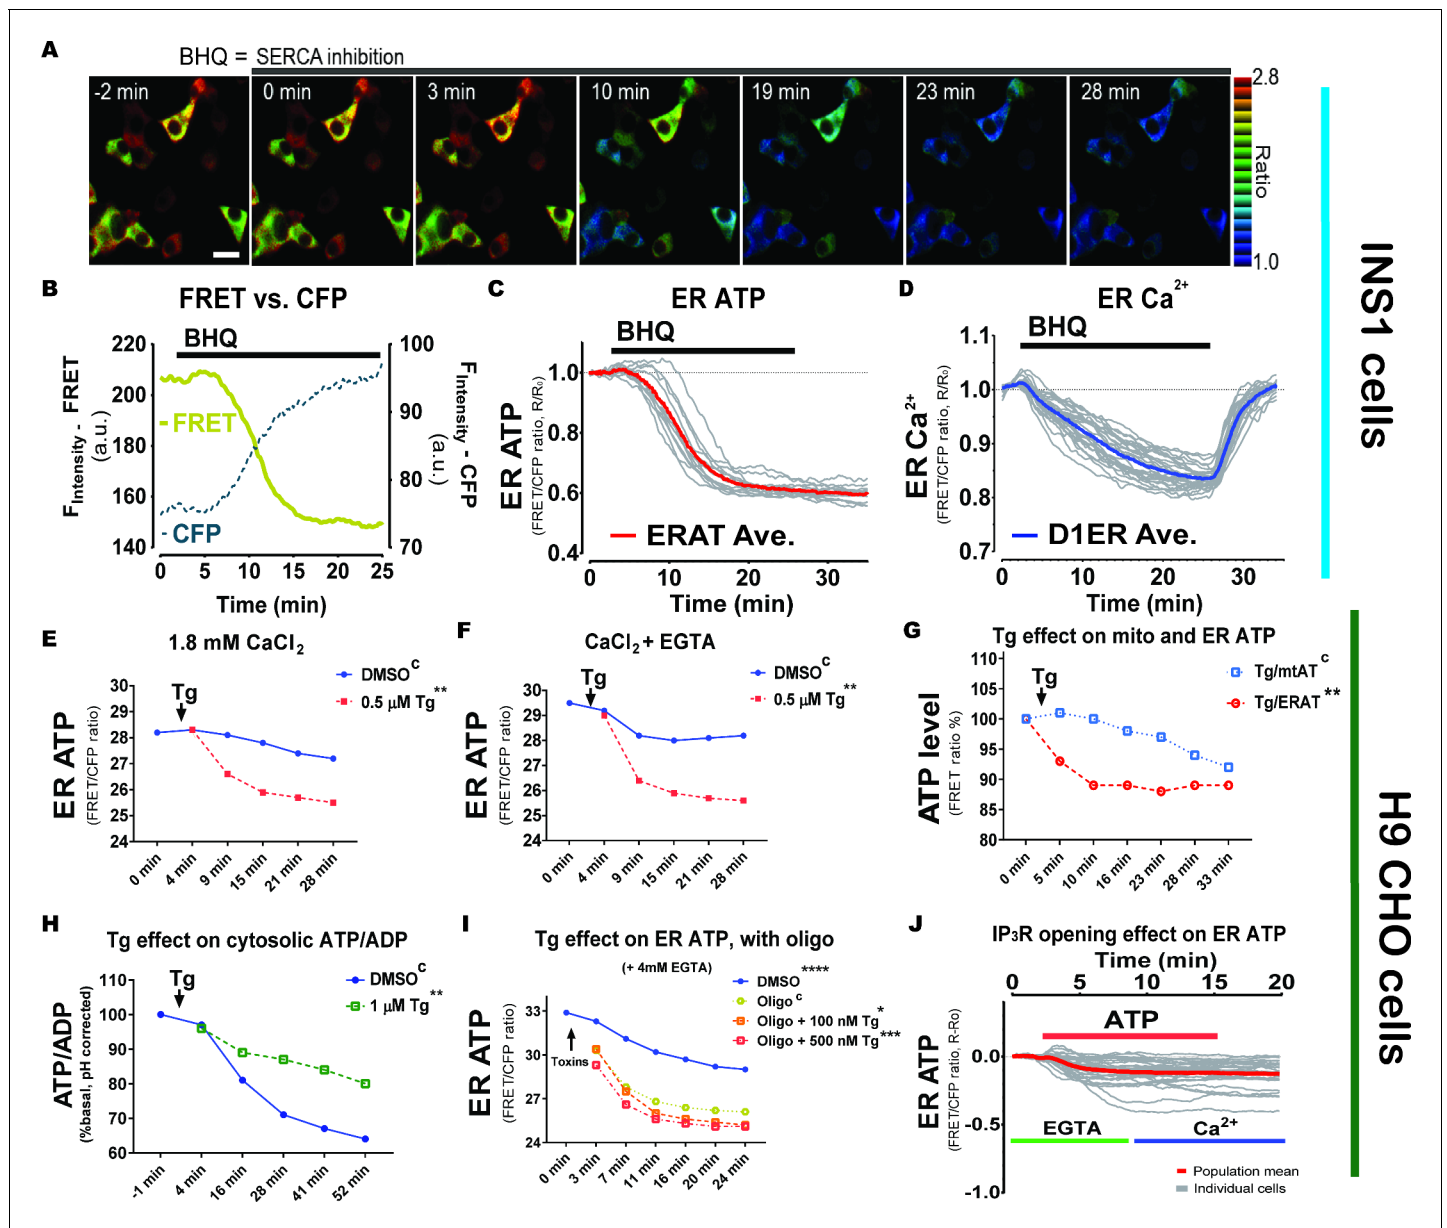 A
BHQ = SERCA inhibition
-2 min
0 min
3 min
10 min
19 min
23 min
28 min
2.8
Ratio
1.0
INS1 cells
B
FRET vs. CFP
BHQ
220
200
180
160
140
100
90
80
70
FIntensity - FRET
(a.u.)
FIntensity - CFP
(a.u.)
FRET
CFP
0 5 10 15 20 25
Time (min)
C
ER ATP
BHQ
1.0
0.8
0.6
0.4
ER ATP
(FRET/CFP ratio, R/R₀)
ERAT Ave.
0 10 20 30
Time (min)
D
ER Ca²⁺
BHQ
1.1
1.0
0.9
0.8
0.7
ER Ca²⁺
(FRET/CFP ratio, R/R₀)
D1ER Ave.
0 10 20 30
Time (min)
E
1.8 mM CaCl₂
DMSO C
0.5 µM Tg **
Tg
30
29
28
27
26
25
24
ER ATP
(FRET/CFP ratio)
0 min 4 min 9 min 15 min 21 min 28 min
F
CaCl₂ + EGTA
DMSO C
0.5 µM Tg **
Tg
30
29
28
27
26
25
24
ER ATP
(FRET/CFP ratio)
0 min 4 min 9 min 15 min 21 min 28 min
G
Tg effect on mito and ER ATP
Tg/mtAT C
Tg/ERAT **
Tg
110
105
100
95
90
85
80
ATP level
(FRET ratio %)
0 min 5 min 10 min 16 min 23 min 28 min 33 min
H9 CHO cells
H
Tg effect on cytosolic ATP/ADP
DMSO C
1 µM Tg **
Tg
110
100
90
80
70
60
ATP/ADP
(%basal, pH corrected)
-1 min 4 min 16 min 28 min 41 min 52 min
I
Tg effect on ER ATP, with oligo
(+ 4mM EGTA)
DMSO ****
Oligo C
Oligo + 100 nM Tg *
Oligo + 500 nM Tg ***
Toxins
33
30
27
24
ER ATP
(FRET/CFP ratio)
0 min 3 min 7 min 11 min 16 min 20 min 24 min
J
IP₃R opening effect on ER ATP
Time (min)
0 5 10 15 20
ATP
0.0
-0.5
-1.0
ER ATP
(FRET/CFP ratio, R-Ro)
EGTA
Ca²⁺
Population mean
Individual cells